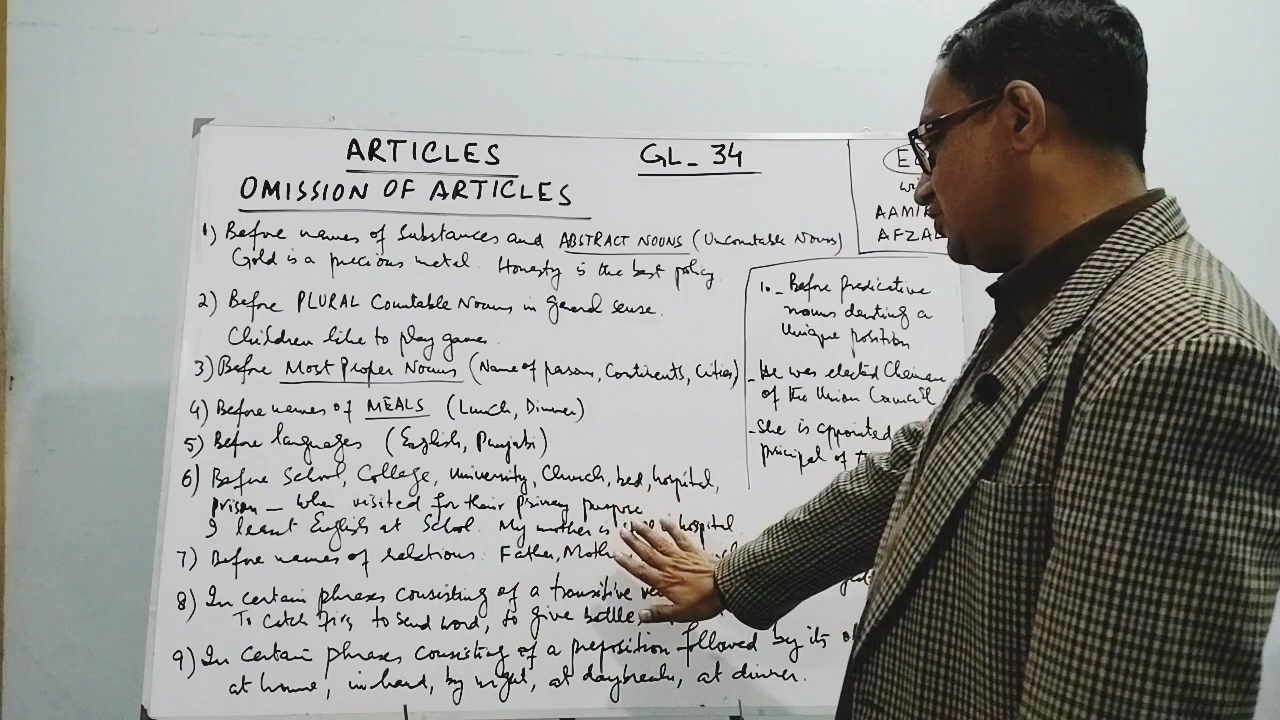 ARTICLES
GL - 34
OMISSION OF ARTICLES
AAMIR
AFZAL
1) Before names of Substances and ABSTRACT NOUNS (Uncountable Nouns)
Gold is a precious metal. Honesty is the best policy.
2) Before PLURAL Countable Nouns in general sense.
Children like to play games.
3) Before Most Proper Nouns (Name of persons, Continents, Cities)
4) Before names of MEALS (Lunch, Dinner)
5) Before languages (English, Punjabi)
6) Before School, College, University, Church, bed, hospital,
prison - when visited for their primary purpose
I learnt English at School. My mother is hospital
7) Before names of relations. Father,
8) In certain phrases consisting of a transitive
To Catch fire, to send word, to give battle,
9) In certain phrases consisting of a preposition followed by its
at home, in hand, by night, at daybreak, at dinner.
10 - Before Predicative
nouns denoting a
Unique position
- He was elected
of the Union Council
- She is appointed
principal of